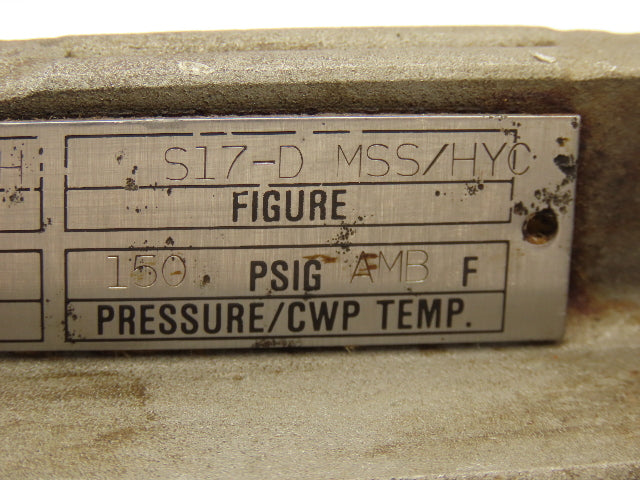 H S17-D MSS/HYC
FIGURE
150 PSIG AMB F
PRESSURE/CWP TEMP.